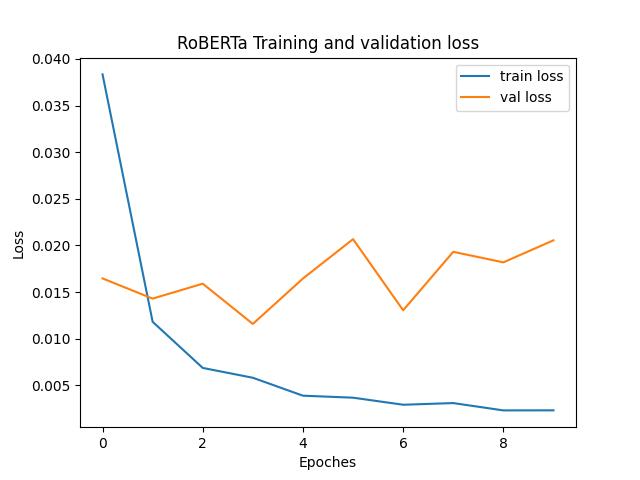 RoBERTa Training and validation loss
train loss
val loss
Loss
0.040
0.035
0.030
0.025
0.020
0.015
0.010
0.005
0 2 4 6 8
Epoches